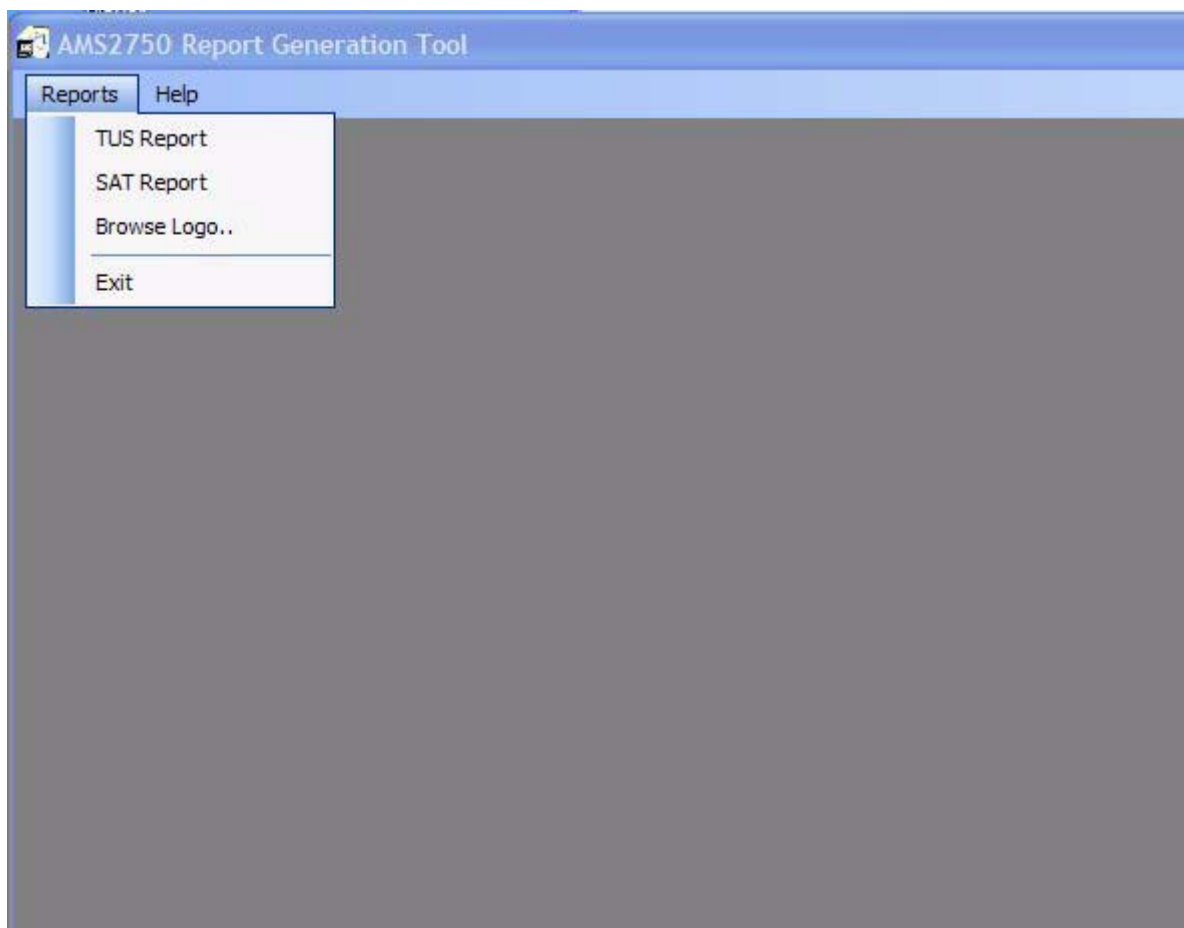 AMS2750 Report Generation Tool
Reports Help
TUS Report
SAT Report
Browse Logo..
Exit